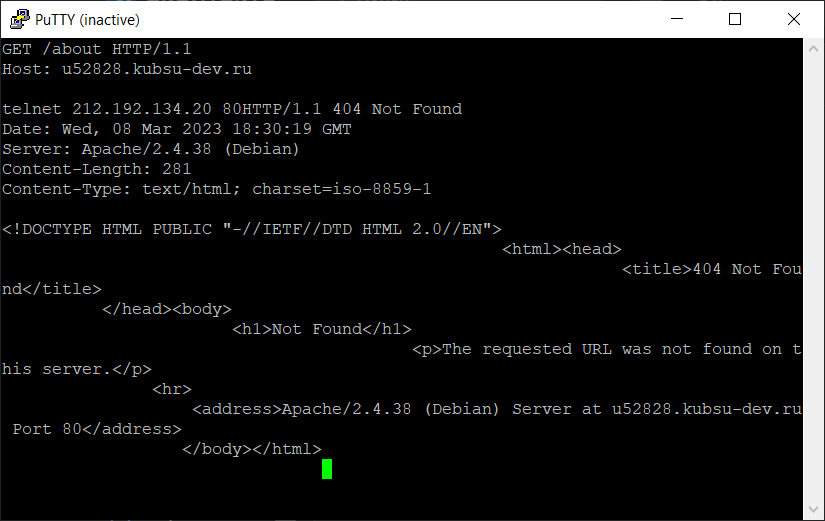 PuTTY (inactive)
GET /about HTTP/1.1
Host: u52828.kubsu-dev.ru
telnet 212.192.134.20 80HTTP/1.1 404 Not Found
Date: Wed, 08 Mar 2023 18:30:19 GMT
Server: Apache/2.4.38 (Debian)
Content-Length: 281
Content-Type: text/html; charset=iso-8859-1
<!DOCTYPE HTML PUBLIC "-//IETF//DTD HTML 2.0//EN">
<html><head>
<title>404 Not Fou
nd</title>
</head><body>
<h1>Not Found</h1>
<p>The requested URL was not found on t
his server.</p>
<hr>
<address>Apache/2.4.38 (Debian) Server at u52828.kubsu-dev.ru
Port 80</address>
</body></html>